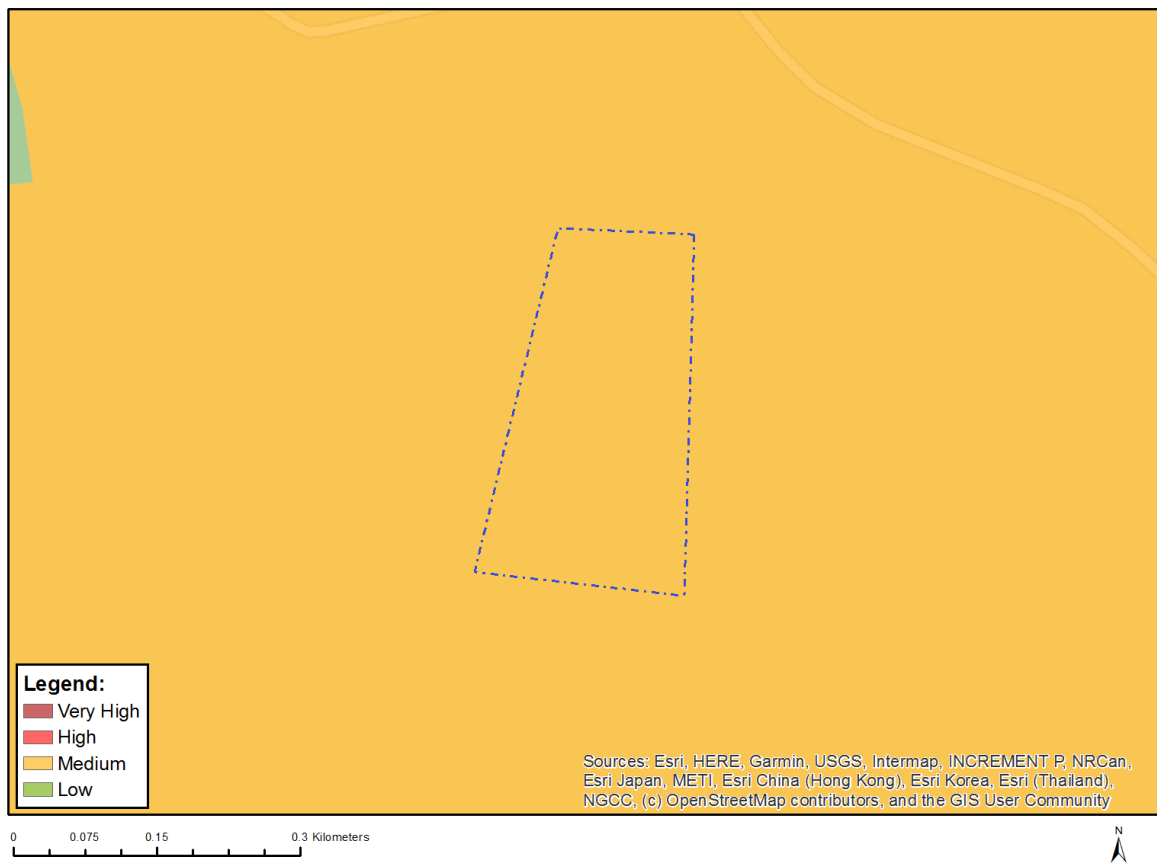 Legend:
Very High
High
Medium
Low
Sources: Esri, HERE, Garmin, USGS, Intermap, INCREMENT P, NRCan,
Esri Japan, METI, Esri China (Hong Kong), Esri Korea, Esri (Thailand),
NGCC, (c) OpenStreetMap contributors, and the GIS User Community
0 0.075 0.15 0.3 Kilometers
N